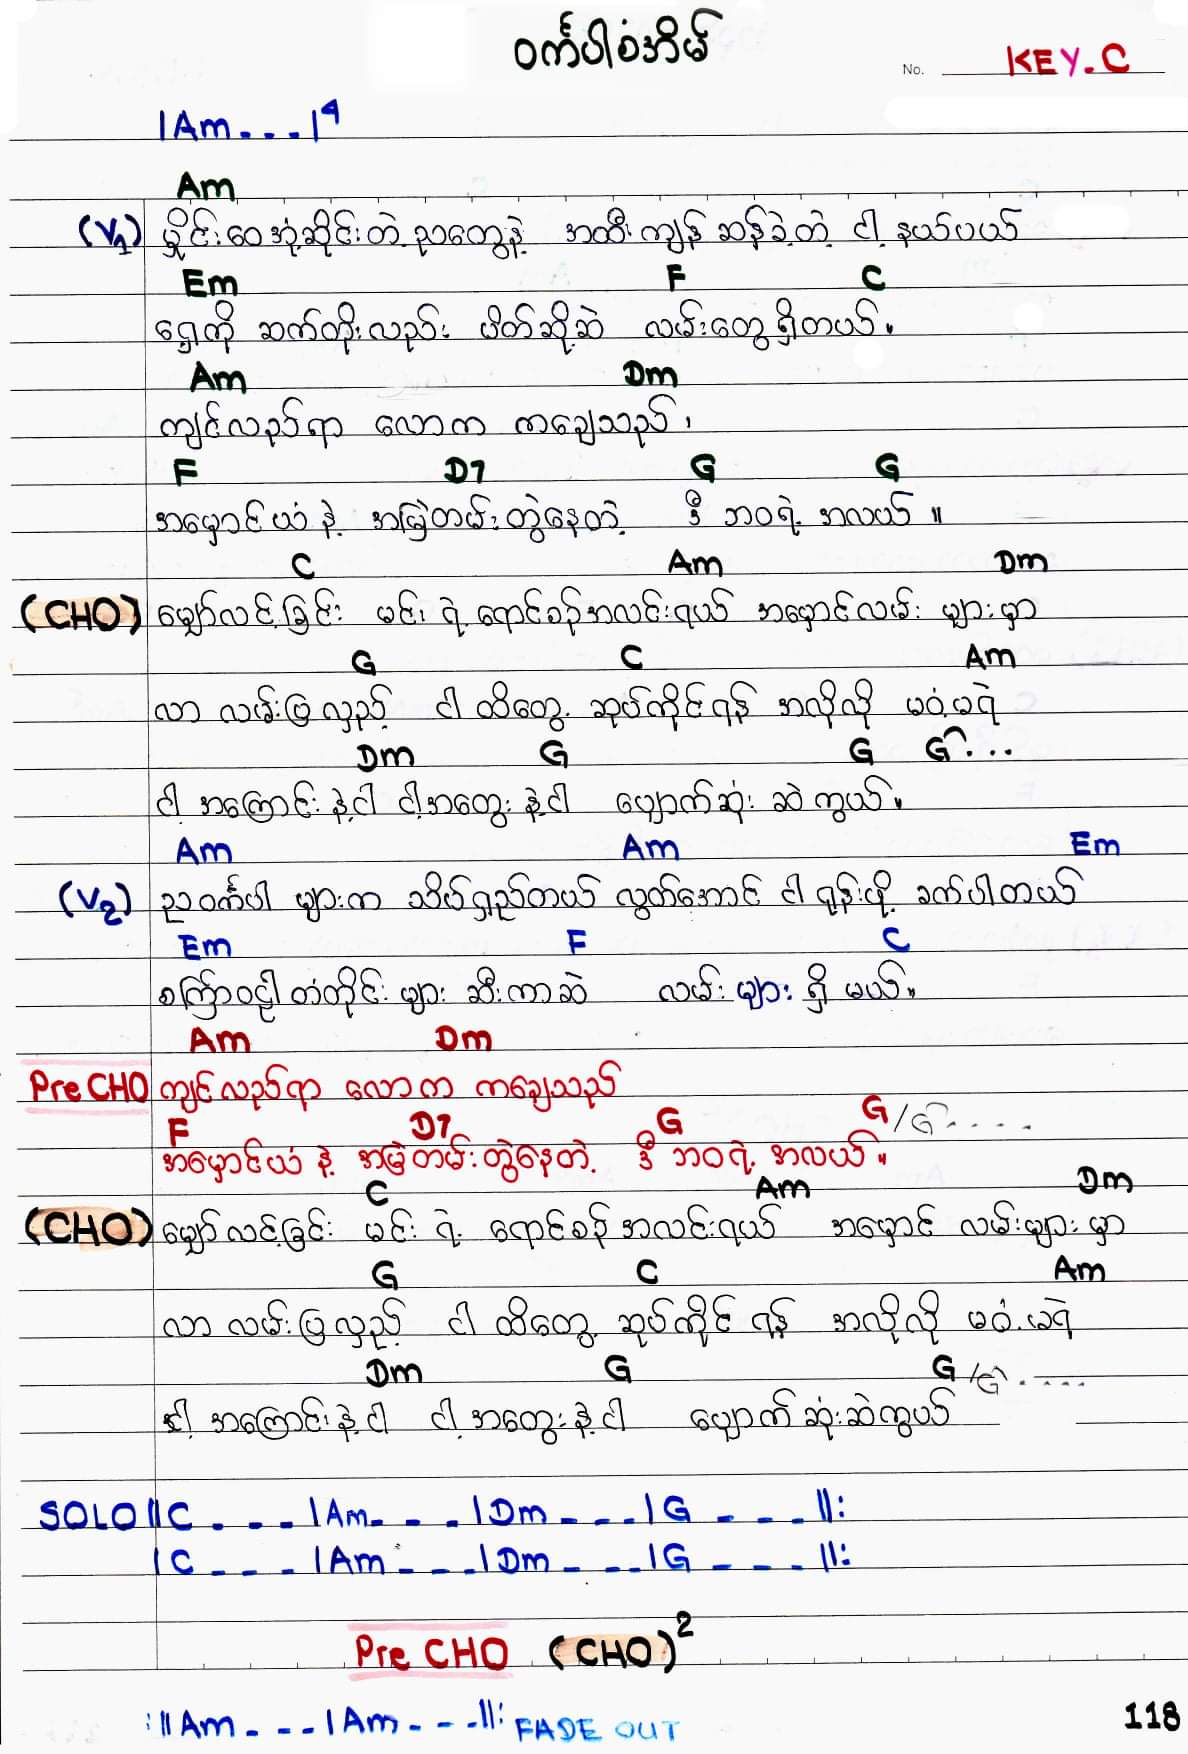 ဝင်္ကပါစံအိမ်
No. KEY.C
|Am - - - |⁴
Am
(V1) မှိုင်းဝေအုံ့ဆိုင်းတဲ့ညတွေနဲ့ အထီးကျန်ဆန်ခဲ့တဲ့ ငါ့နယ်ပယ်
Em F C
ရှေ့ကို ဆက်တိုးလည်း ပိတ်ဆို့ဆဲ လမ်းတွေရှိတယ်။
Am Dm
ကျင်လည်ရာ လောက ကချေသည်၊
F D7 G G
အမှောင်ယံနဲ့ အမြဲတမ်းတွဲနေတဲ့ ဒီဘဝရဲ့အလယ်။
C Am Dm
(CHO) မျှော်လင့်ခြင်း မင်းရဲ့ရောင်စဉ်အလင်းရယ် အမှောင်လမ်းများမှာ
G C Am
လာလမ်းပြလှည့် ငါ ထိတွေ့ဆုပ်ကိုင်ရန် အလိုလို မဝံ့မရဲ
Dm G G G⌒...
ငါ့အကြောင်းနဲ့ငါ ငါ့အတွေးနဲ့ငါ ပျောက်ဆုံးဆဲကွယ်။
Am Am Em
(V2) ညဝင်္ကပါများက သိပ်ရှည်တယ် လွတ်အောင် ငါရုန်းဖို့ ခက်ပါတယ်
Em F C
စင်္ကြာဝဠာတံတိုင်းများ ဆီးကာဆဲ လမ်းများရှိမယ်။
Am Dm
Pre CHO ကျင်လည်ရာ လောက ကချေသည်
F D7 G G/G⌒.....
အမှောင်ယံနဲ့ အမြဲတမ်းတွဲနေတဲ့ ဒီဘဝရဲ့အလယ်။
C Am Dm
(CHO) မျှော်လင့်ခြင်း မင်းရဲ့ ရောင်စဉ်အလင်းရယ် အမှောင်လမ်းများမှာ
G C Am
လာလမ်းပြလှည့် ငါထိတွေ့ဆုပ်ကိုင်ရန် အလိုလို မဝံ့မရဲ
Dm G G/G⌒.....
ငါ့အကြောင်းနဲ့ငါ ငါ့အတွေးနဲ့ငါ ပျောက်ဆုံးဆဲကွယ်
SOLO ||C - - - |Am - - - |Dm - - - |G - - - ||:
|C - - - |Am - - - |Dm - - - |G - - - ||:
Pre CHO (CHO)²
:||Am - - - |Am - - - ||: FADE OUT
118